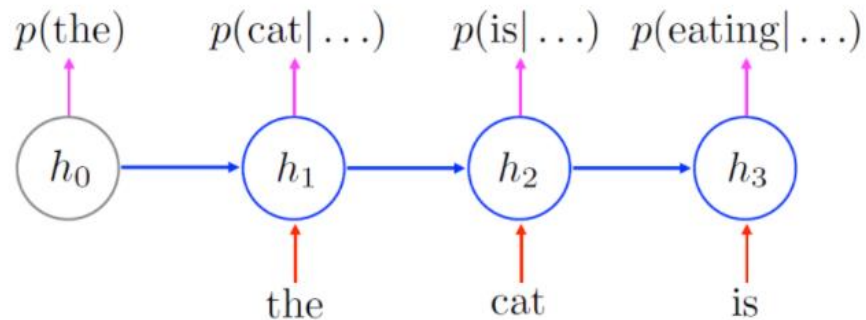 p(the) p(cat| . . .) p(is| . . .) p(eating| . . .)
h₀ h₁ h₂ h₃
the cat is